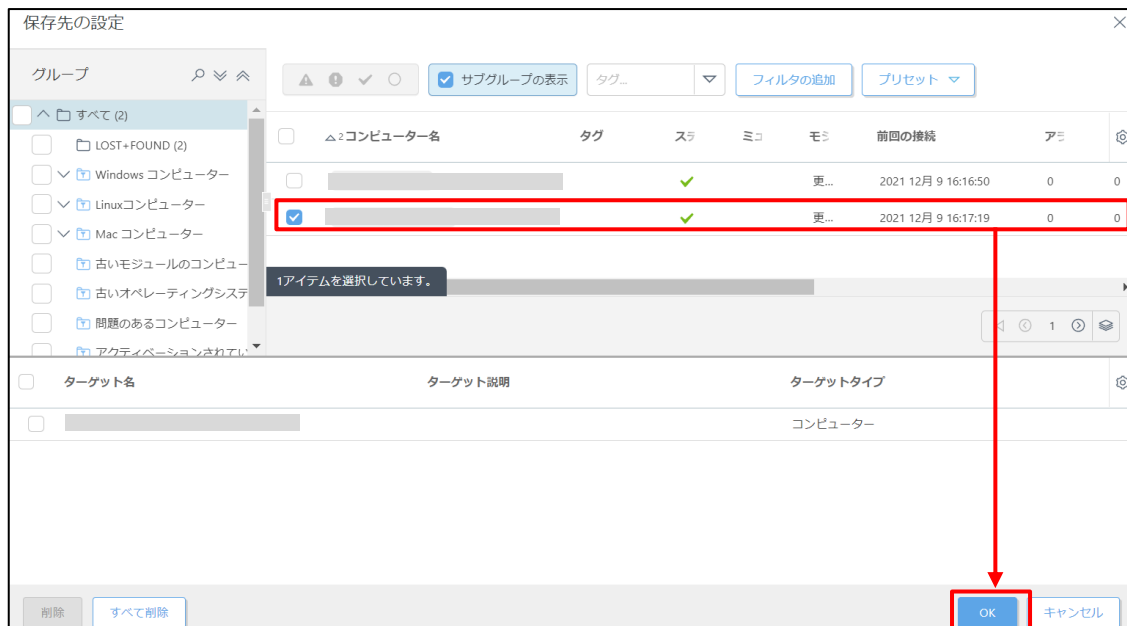 保存先の設定
グループ
サブグループの表示
タグ...
フィルタの追加
プリセット
すべて (2)
LOST+FOUND (2)
Windows コンピューター
Linuxコンピューター
Mac コンピューター
古いモジュールのコンピュー
古いオペレーティングシステ
問題のあるコンピューター
アクティベーションされてい
2 コンピューター名 タグ ステ ミュ モジ 前回の接続 アラ
更... 2021 12月 9 16:16:50 0 0
更... 2021 12月 9 16:17:19 0 0
1アイテムを選択しています。
1
ターゲット名 ターゲット説明 ターゲットタイプ
コンピューター
削除 すべて削除 OK キャンセル